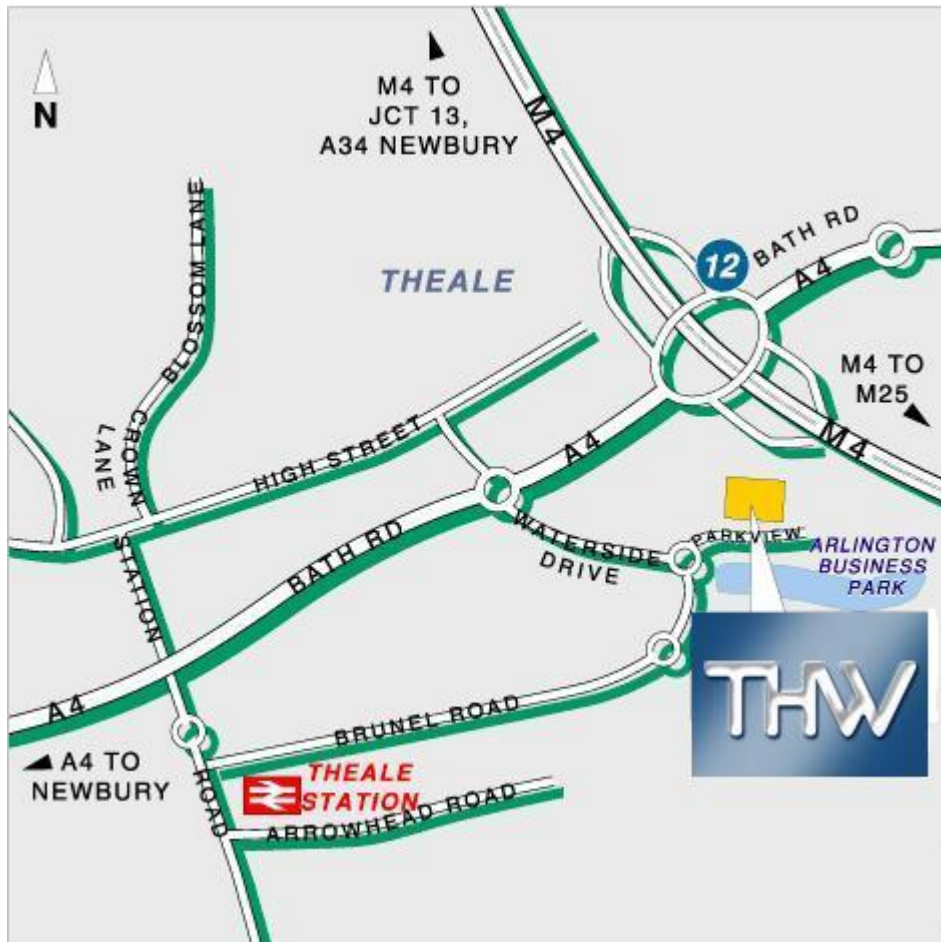 N
M4 TO
JCT 13,
A34 NEWBURY
M4
BLOSSOM LANE
BATH RD
12
A4
THEALE
M4 TO
M25
CROWN
LANE
HIGH STREET
A4
M4
STATION
BATH RD
WATERSIDE
DRIVE
PARKVIEW
ARLINGTON
BUSINESS
PARK
THW
A4
BRUNEL ROAD
A4 TO
NEWBURY
ROAD
THEALE
STATION
ARROWHEAD ROAD